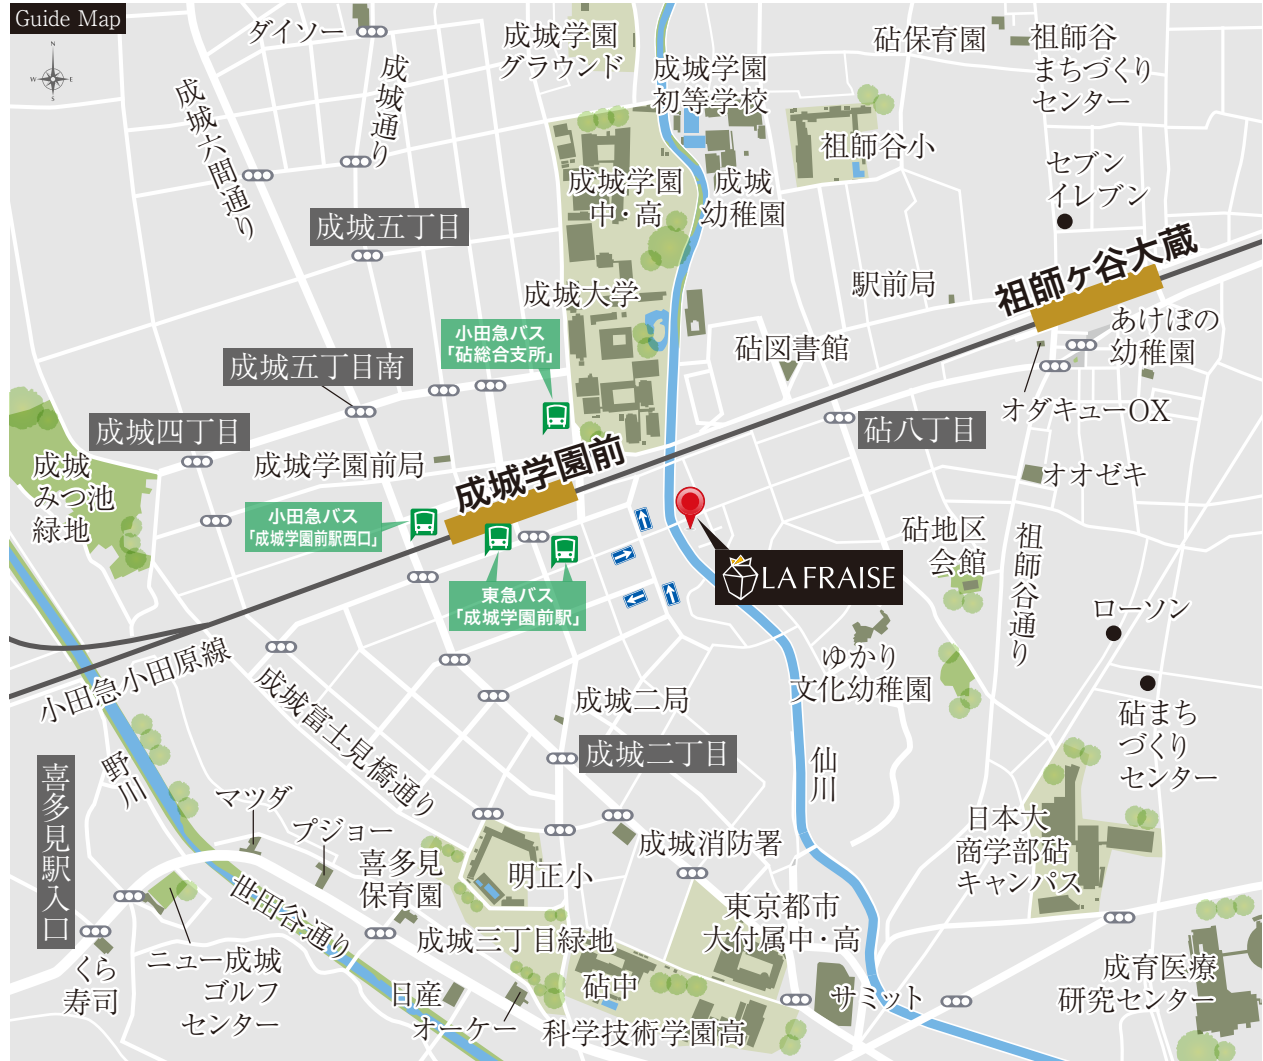 Guide Map
N
W
E
S
ダイソー
成城通り
成城六間通り
成城学園
グラウンド
成城学園
初等学校
砧保育園
祖師谷
まちづくり
センター
祖師谷小
セブン
イレブン
成城学園
中・高
成城
幼稚園
成城五丁目
成城大学
駅前局
祖師ヶ谷大蔵
あけぼの
幼稚園
小田急バス
「砧総合支所」
砧図書館
成城五丁目南
オダキューOX
成城四丁目
砧八丁目
成城
みつ池
緑地
成城学園前局
成城学園前
オオゼキ
小田急バス
「成城学園前駅西口」
砧地区
会館
祖師谷通り
LA FRAISE
東急バス
「成城学園前駅」
ローソン
ゆかり
文化幼稚園
小田急小田原線
成城富士見橋通り
成城二局
砧まち
づくり
センター
成城二丁目
仙川
野川
喜多見駅入口
マツダ
プジョー
喜多見
保育園
明正小
成城消防署
日本大
商学部砧
キャンパス
世田谷通り
東京都市
大付属中・高
成城三丁目緑地
くら
寿司
ニュー成城
ゴルフ
センター
日産
オーケー
砧中
サミット
成育医療
研究センター
科学技術学園高